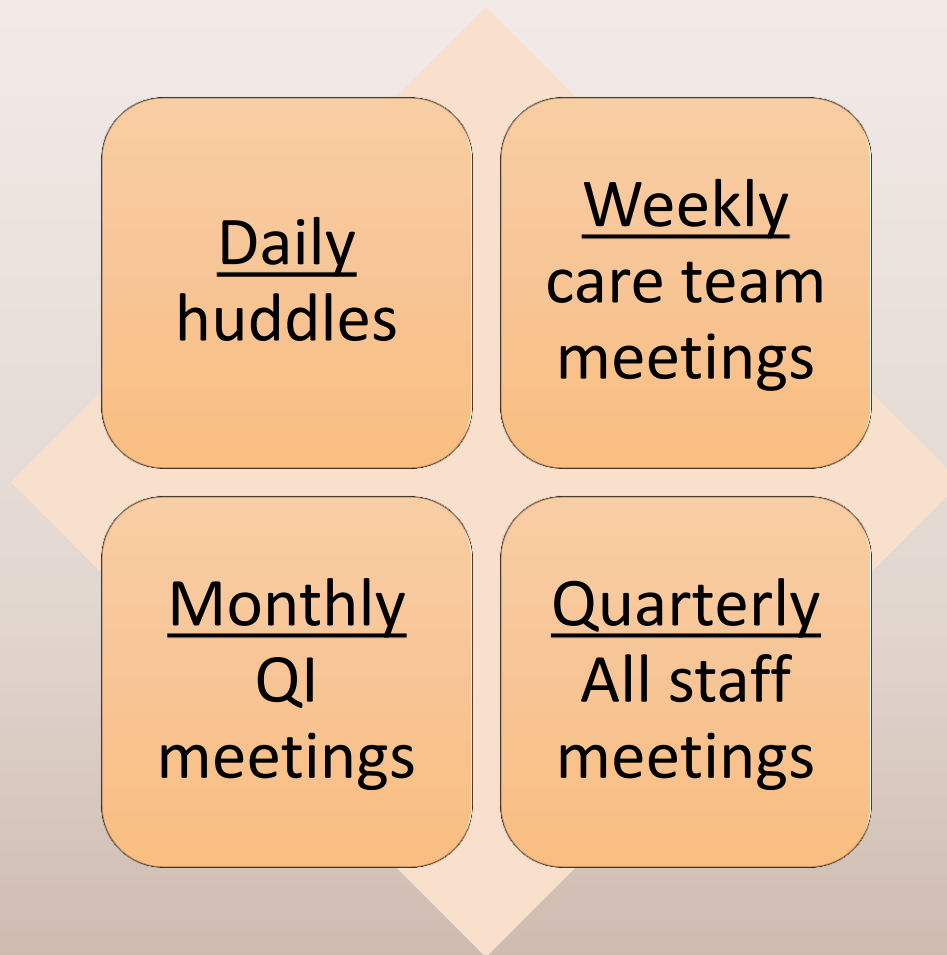 Daily
huddles
Weekly
care team
meetings
Monthly
QI
meetings
Quarterly
All staff
meetings